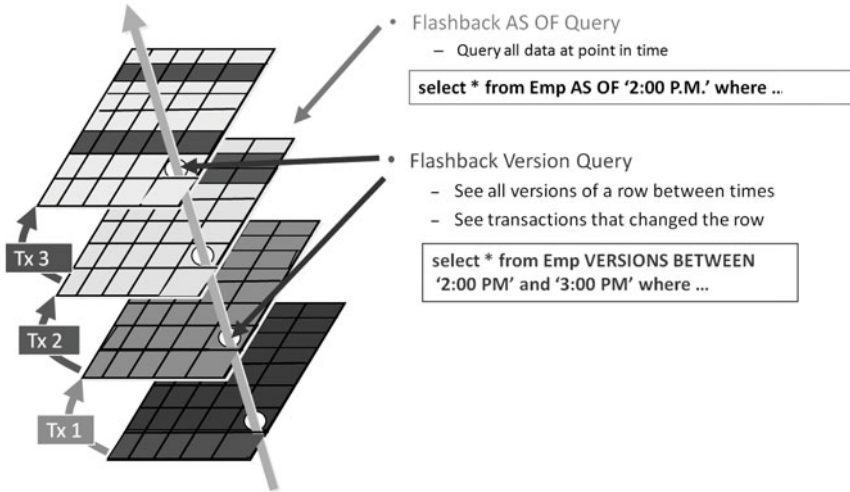 • Flashback AS OF Query
– Query all data at point in time
select * from Emp AS OF ‘2:00 P.M.’ where …
• Flashback Version Query
– See all versions of a row between times
– See transactions that changed the row
select * from Emp VERSIONS BETWEEN
‘2:00 PM’ and ‘3:00 PM’ where …
Tx 3
Tx 2
Tx 1